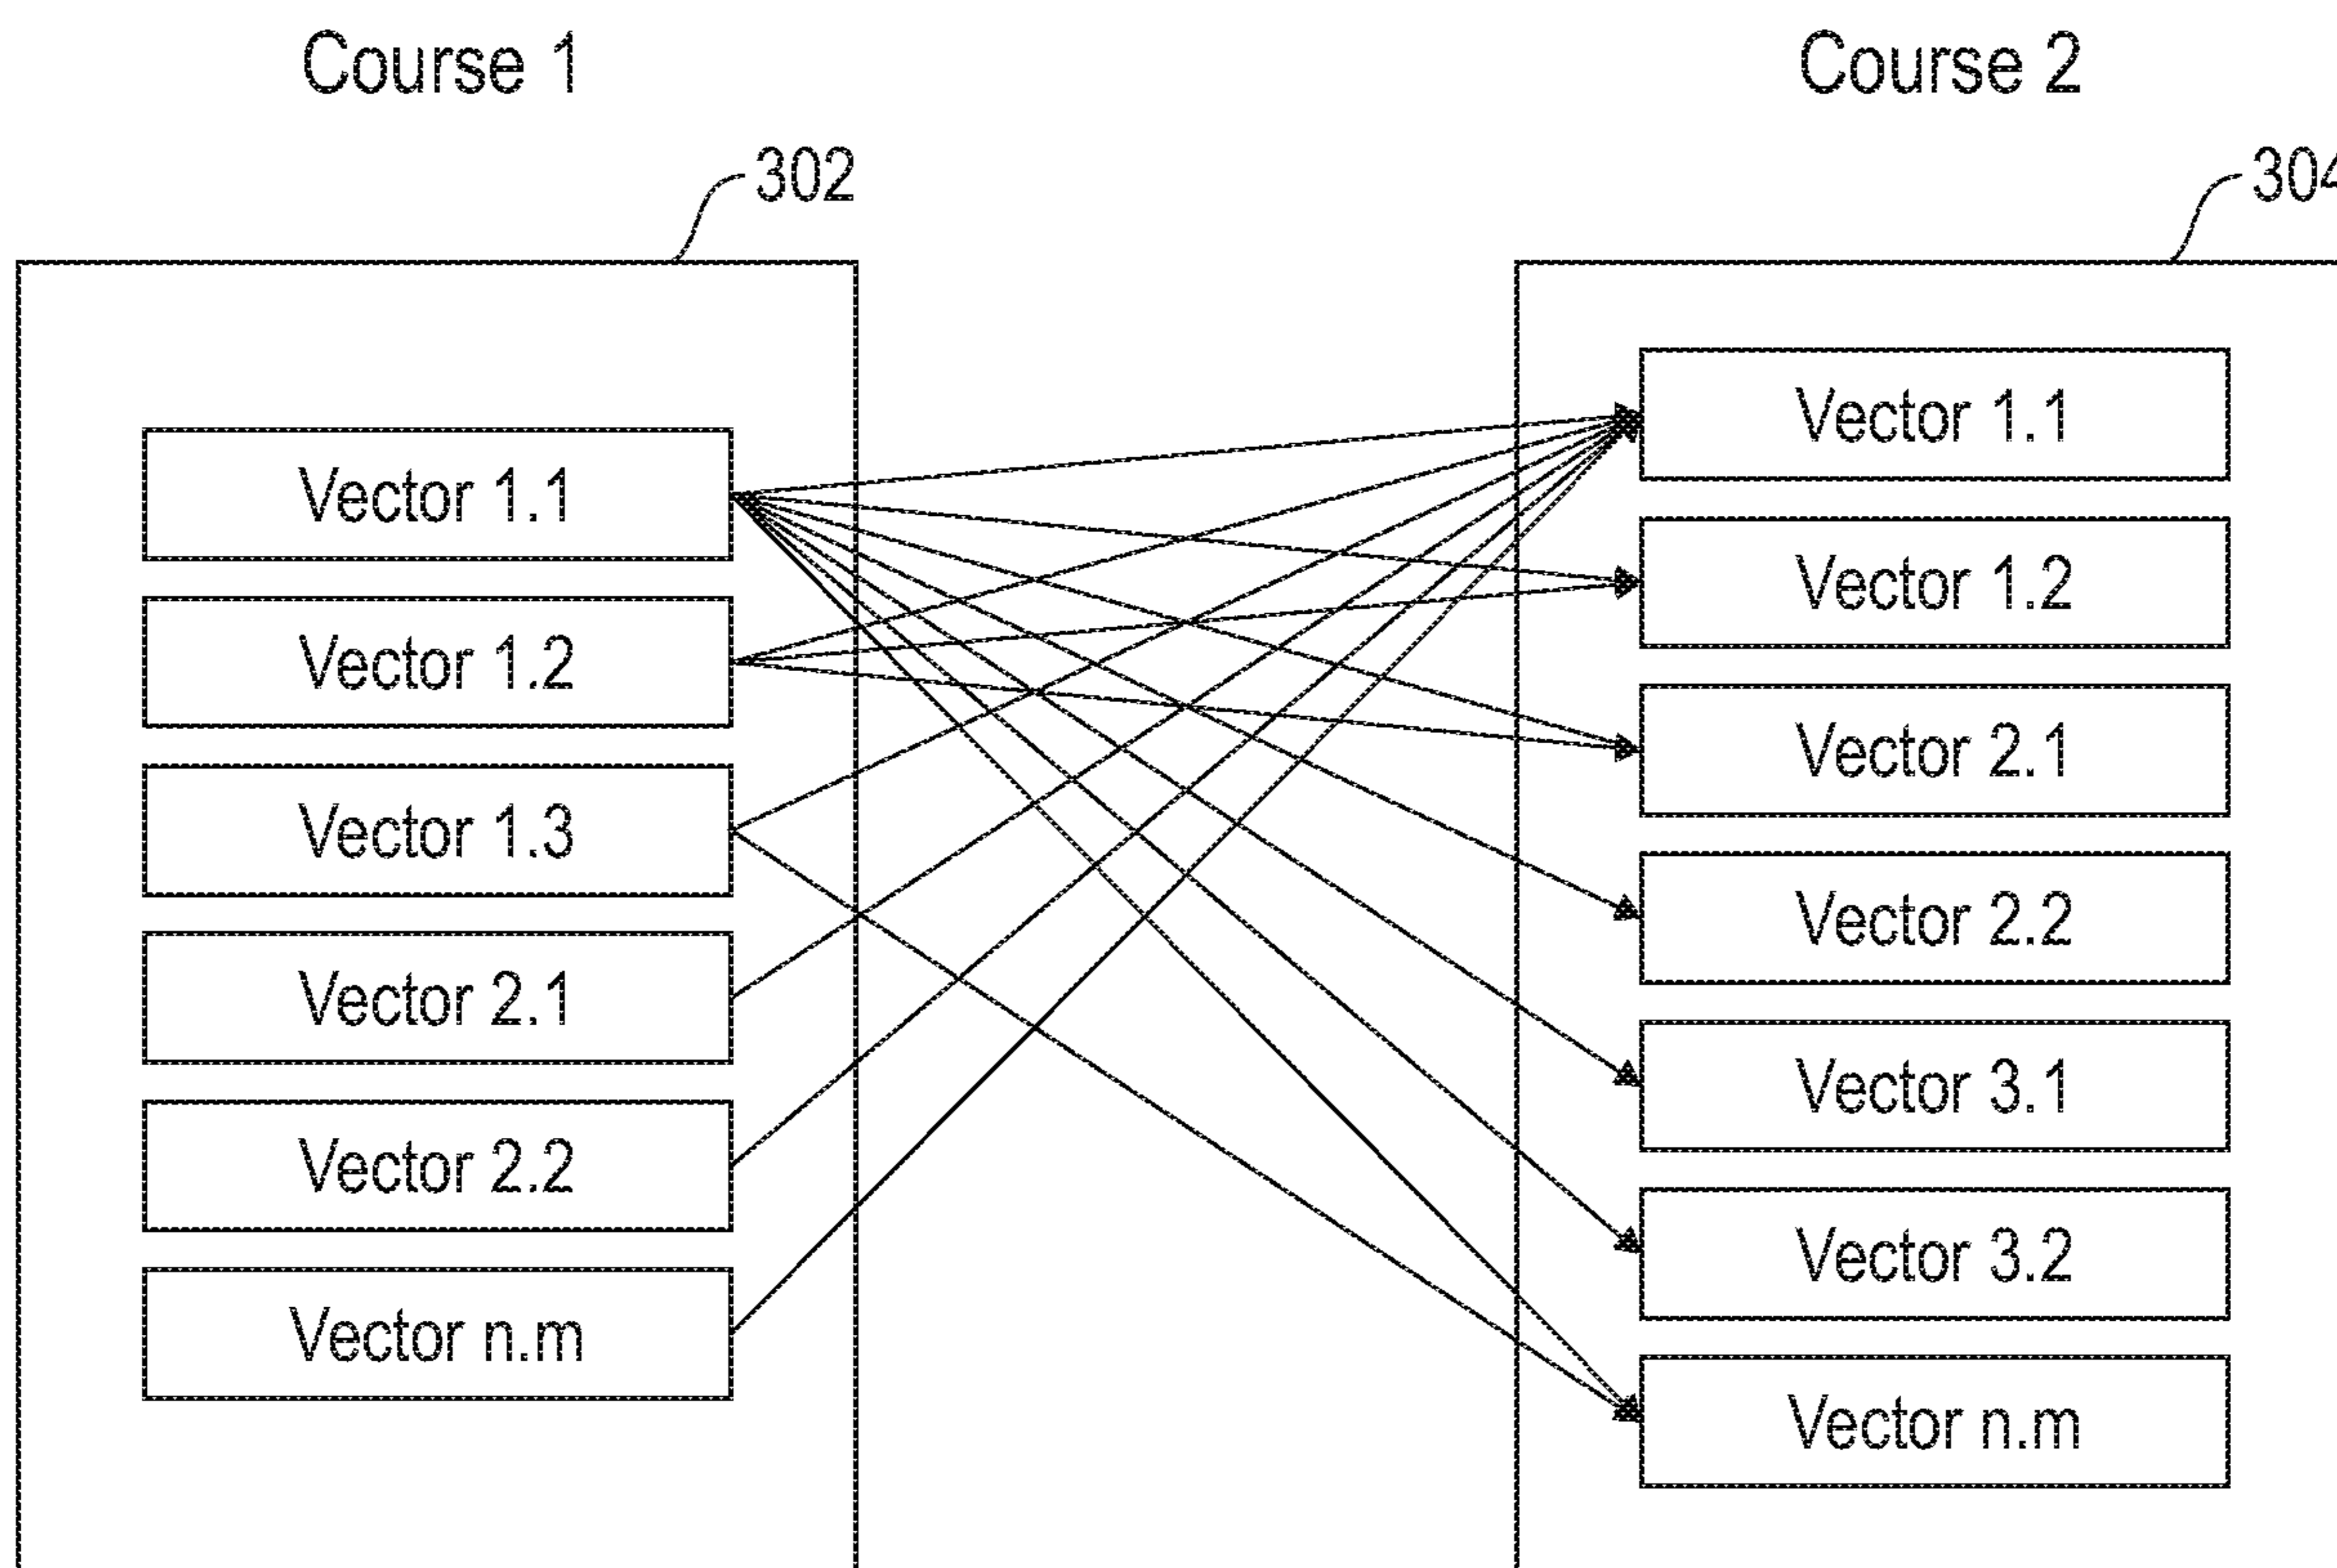 Course 1
302
Vector 1.1
Vector 1.2
Vector 1.3
Vector 2.1
Vector 2.2
Vector n.m
Course 2
304
Vector 1.1
Vector 1.2
Vector 2.1
Vector 2.2
Vector 3.1
Vector 3.2
Vector n.m